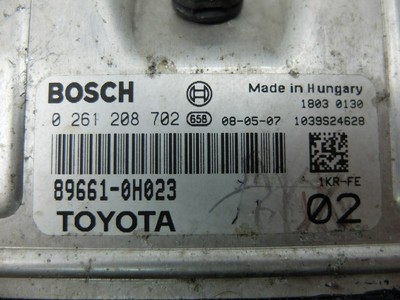 BOSCH
Made in Hungary
1803 0130
0 261 208 702 658 08-05-07 1039S24628
89661-0H023
1KR-FE
TOYOTA
02